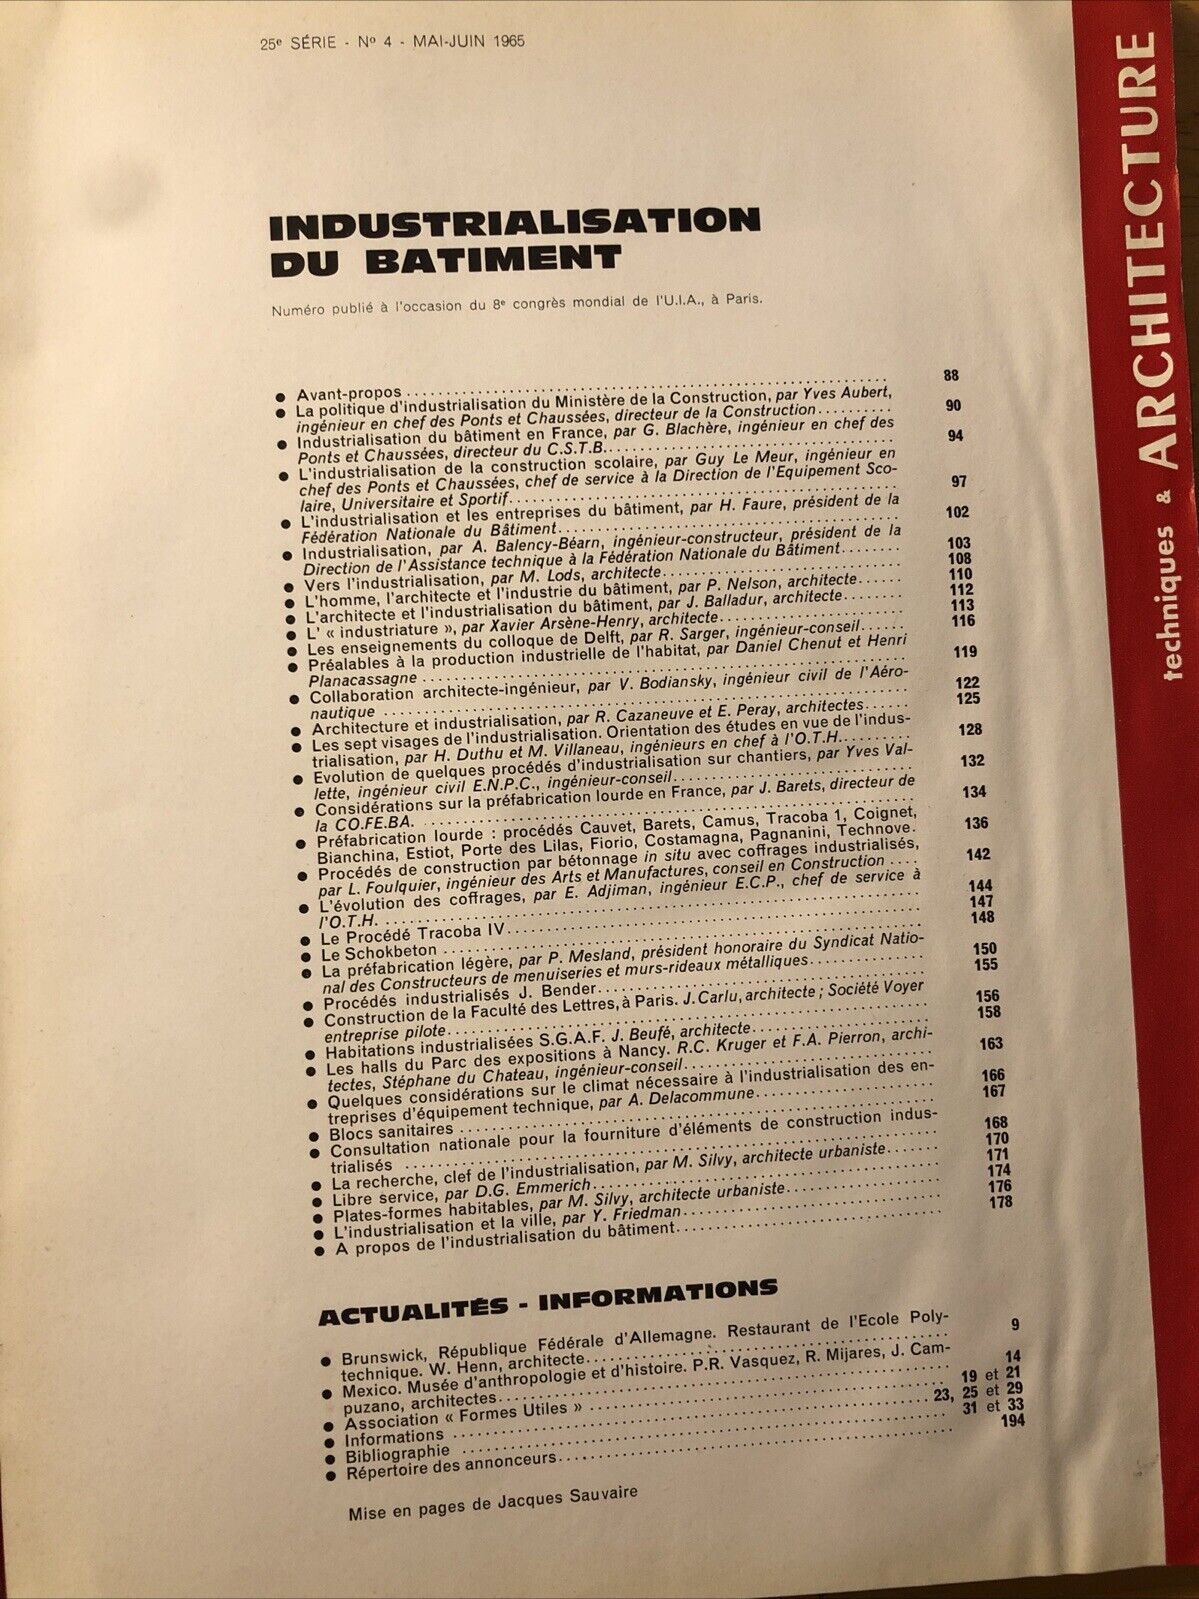 25e SÉRIE - No 4 - MAI-JUIN 1965
INDUSTRIALISATION
DU BATIMENT
Numéro publié à l'occasion du 8e congrès mondial de l'U.I.A., à Paris.
● Avant-propos ........ 88
● La politique d'industrialisation du Ministère de la Construction, par Yves Aubert,
ingénieur en chef des Ponts et Chaussées, directeur de la Construction ........ 90
● Industrialisation du bâtiment en France, par G. Blachère, ingénieur en chef des
Ponts et Chaussées, directeur du C.S.T.B. ........ 94
● L'industrialisation de la construction scolaire, par Guy Le Meur, ingénieur en
chef des Ponts et Chaussées, chef de service à la Direction de l'Equipement Sco-
laire, Universitaire et Sportif ........ 97
● L'industrialisation et les entreprises du bâtiment, par H. Faure, président de la
Fédération Nationale du Bâtiment ........ 102
● Industrialisation, par A. Balency-Béarn, ingénieur-constructeur, président de la
Direction de l'Assistance technique à la Fédération Nationale du Bâtiment ........ 103
● Vers l'industrialisation, par M. Lods, architecte ........ 108
● L'homme, l'architecte et l'industrie du bâtiment, par P. Nelson, architecte ........ 110
● L'architecte et l'industrialisation du bâtiment, par J. Balladur, architecte ........ 112
● L' « industriature », par Xavier Arsène-Henry, architecte ........ 113
● Les enseignements du colloque de Delft, par R. Sarger, ingénieur-conseil ........ 116
● Préalables à la production industrielle de l'habitat, par Daniel Chenut et Henri
Planacassagne ........ 119
● Collaboration architecte-ingénieur, par V. Bodiansky, ingénieur civil de l'Aéro-
nautique ........ 122
● Architecture et industrialisation, par R. Cazaneuve et E. Peray, architectes ........ 125
● Les sept visages de l'industrialisation. Orientation des études en vue de l'indus-
trialisation, par H. Duthu et M. Villaneau, ingénieurs en chef à l'O.T.H. ........ 128
● Evolution de quelques procédés d'industrialisation sur chantiers, par Yves Val-
lette, ingénieur civil E.N.P.C., ingénieur-conseil ........ 132
● Considérations sur la préfabrication lourde en France, par J. Barets, directeur de
la CO.FE.BA. ........ 134
● Préfabrication lourde : procédés Cauvet, Barets, Camus, Tracoba 1, Coignet,
Bianchina, Estiot, Porte des Lilas, Fiorio, Costamagna, Pagnanini, Technove. 136
● Procédés de construction par bétonnage in situ avec coffrages industrialisés,
par L. Foulquier, ingénieur des Arts et Manufactures, conseil en Construction .... 142
● L'évolution des coffrages, par E. Adjiman, ingénieur E.C.P., chef de service à
l'O.T.H. ........ 144
● Le Procédé Tracoba IV ........ 147
● Le Schokbeton ........ 148
● La préfabrication légère, par P. Mesland, président honoraire du Syndicat Natio-
nal des Constructeurs de menuiseries et murs-rideaux métalliques ........ 150
● Procédés industrialisés J. Bender ........ 155
● Construction de la Faculté des Lettres, à Paris. J. Carlu, architecte ; Société Voyer
entreprise pilote ........ 156
● Habitations industrialisées S.G.A.F. J. Beufé, architecte ........ 158
● Les halls du Parc des expositions à Nancy. R.C. Kruger et F.A. Pierron, archi-
tectes, Stéphane du Chateau, ingénieur-conseil ........ 163
● Quelques considérations sur le climat nécessaire à l'industrialisation des en-
treprises d'équipement technique, par A. Delacommune ........ 166
● Blocs sanitaires ........ 167
● Consultation nationale pour la fourniture d'éléments de construction indus-
trialisés ........ 168
● La recherche, clef de l'industrialisation, par M. Silvy, architecte urbaniste ........ 170
● Libre service, par D.G. Emmerich ........ 171
● Plates-formes habitables, par M. Silvy, architecte urbaniste ........ 174
● L'industrialisation et la ville, par Y. Friedman ........ 176
● A propos de l'industrialisation du bâtiment ........ 178
ACTUALITÉS - INFORMATIONS
● Brunswick, République Fédérale d'Allemagne. Restaurant de l'Ecole Poly-
technique. W. Henn, architecte ........ 9
● Mexico. Musée d'anthropologie et d'histoire. P.R. Vasquez, R. Mijares, J. Cam-
puzano, architectes ........ 14
● Association « Formes Utiles » ........ 19 et 21
● Informations ........ 23, 25 et 29
● Bibliographie ........ 31 et 33
● Répertoire des annonceurs ........ 194
Mise en pages de Jacques Sauvaire
techniques & ARCHITECTURE